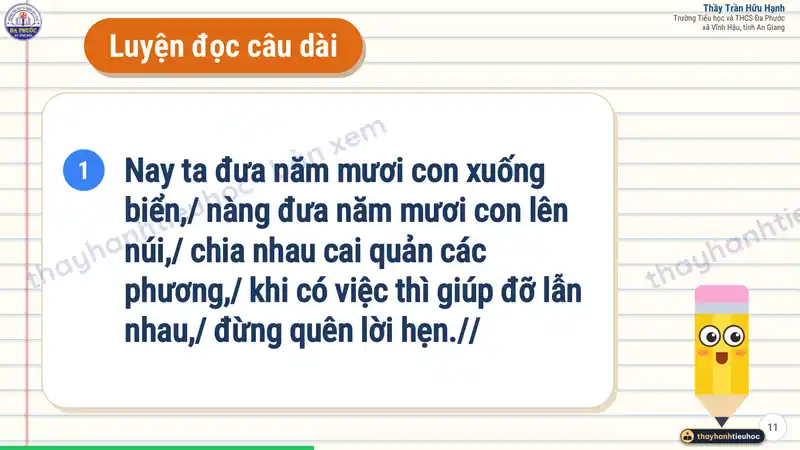 Thầy Trần Hữu Hạnh
Trường Tiểu học và THCS Đa Phước
xã Vĩnh Hậu, tỉnh An Giang
ĐA PHƯỚC
Luyện đọc câu dài
1
Nay ta đưa năm mươi con xuống
biển,/ nàng đưa năm mươi con lên
núi,/ chia nhau cai quản các
phương,/ khi có việc thì giúp đỡ lẫn
nhau,/ đừng quên lời hẹn.//
11
thayhanhtieuhoc